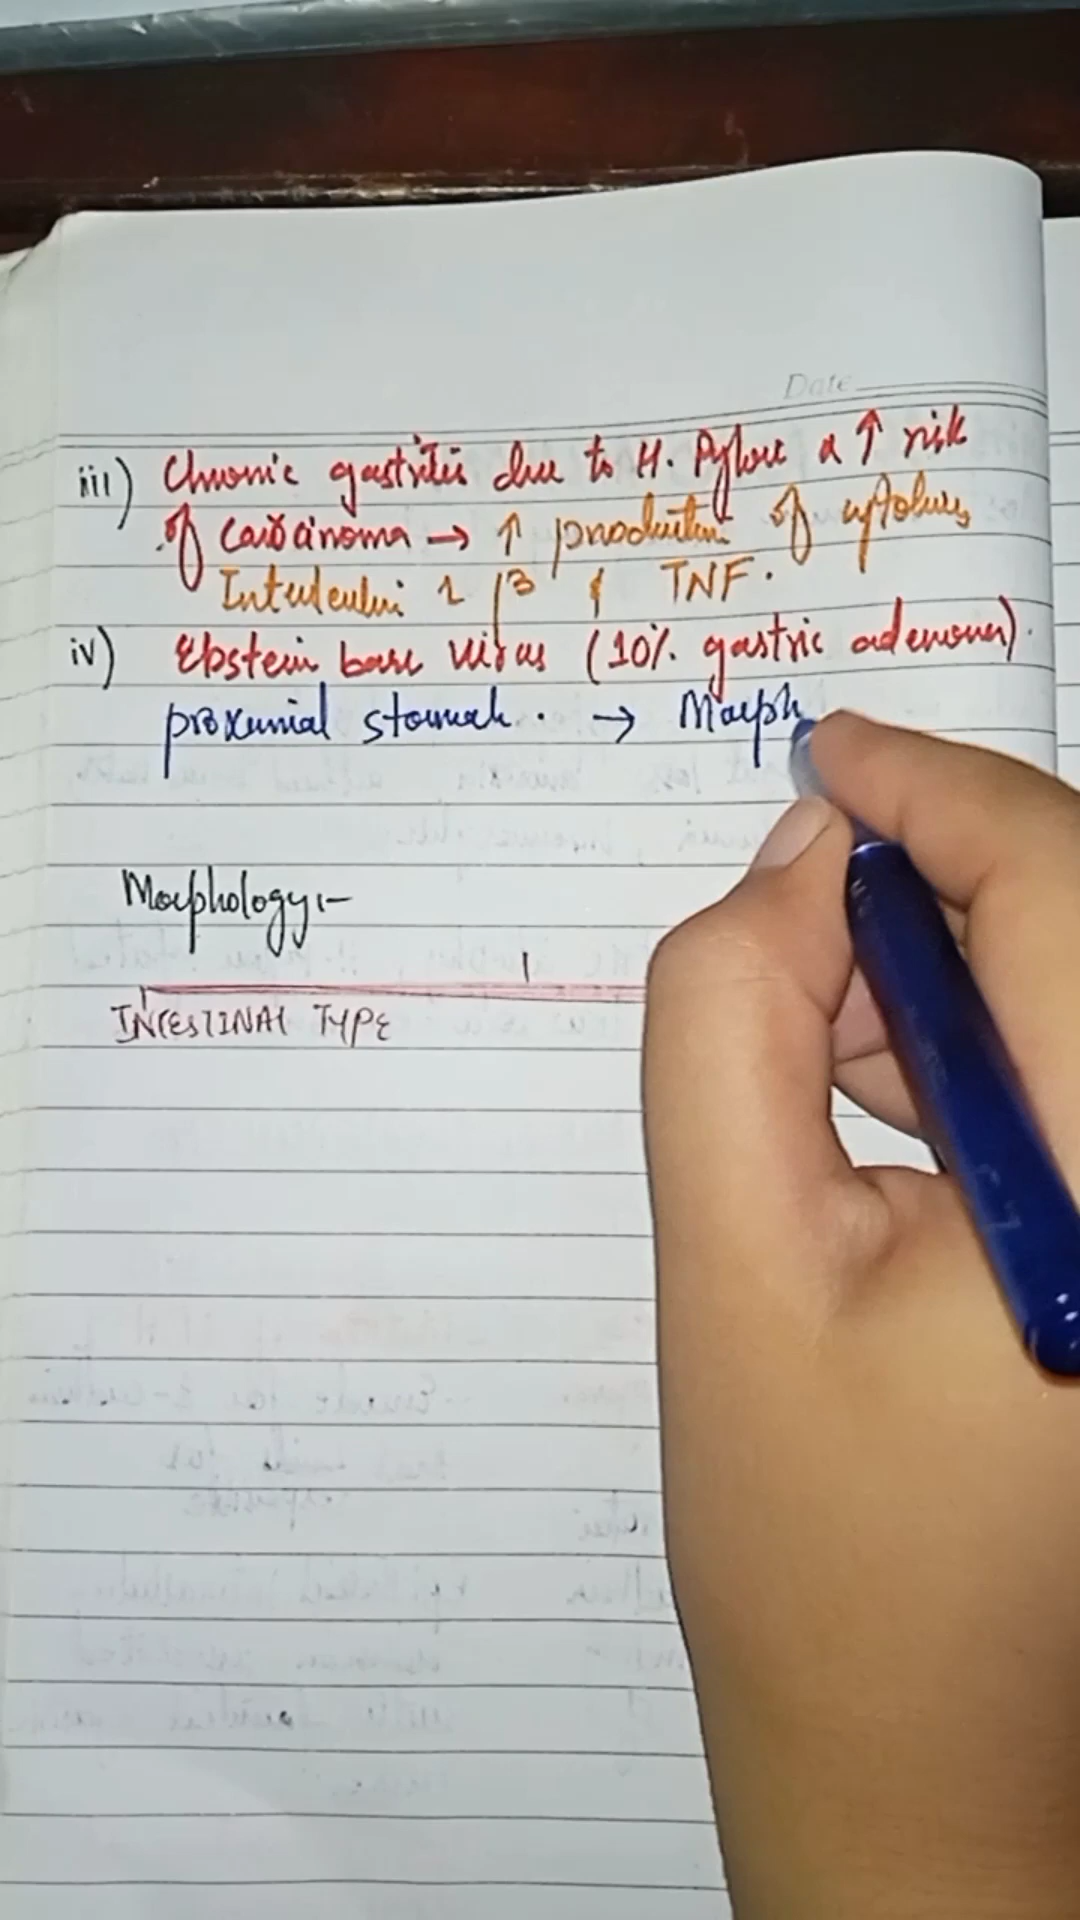 Date
iii) Chronic gastritis due to H. Pylori a ↑ risk
of carcinoma → ↑ production of cytokines
Interleukin 1 β & TNF.
iv) Ebstein barr virus (10% gastric adenoma).
proximial stomach. → Morph
Morphology:-
INTESTINAL TYPE